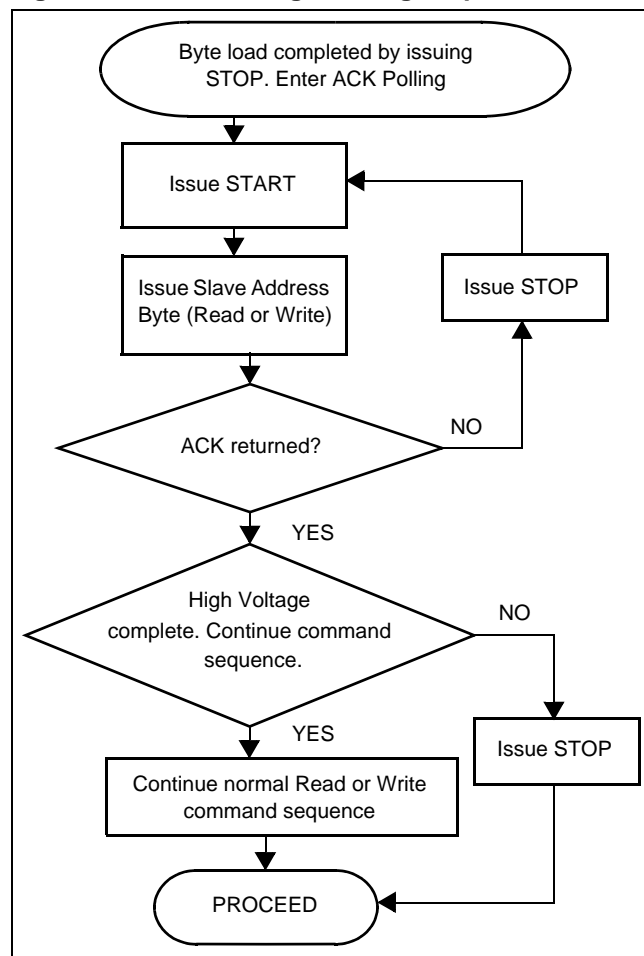 Byte load completed by issuing
STOP. Enter ACK Polling
Issue START
Issue Slave Address
Byte (Read or Write)
Issue STOP
ACK returned?
NO
YES
High Voltage
complete. Continue command
sequence.
NO
YES
Issue STOP
Continue normal Read or Write
command sequence
PROCEED